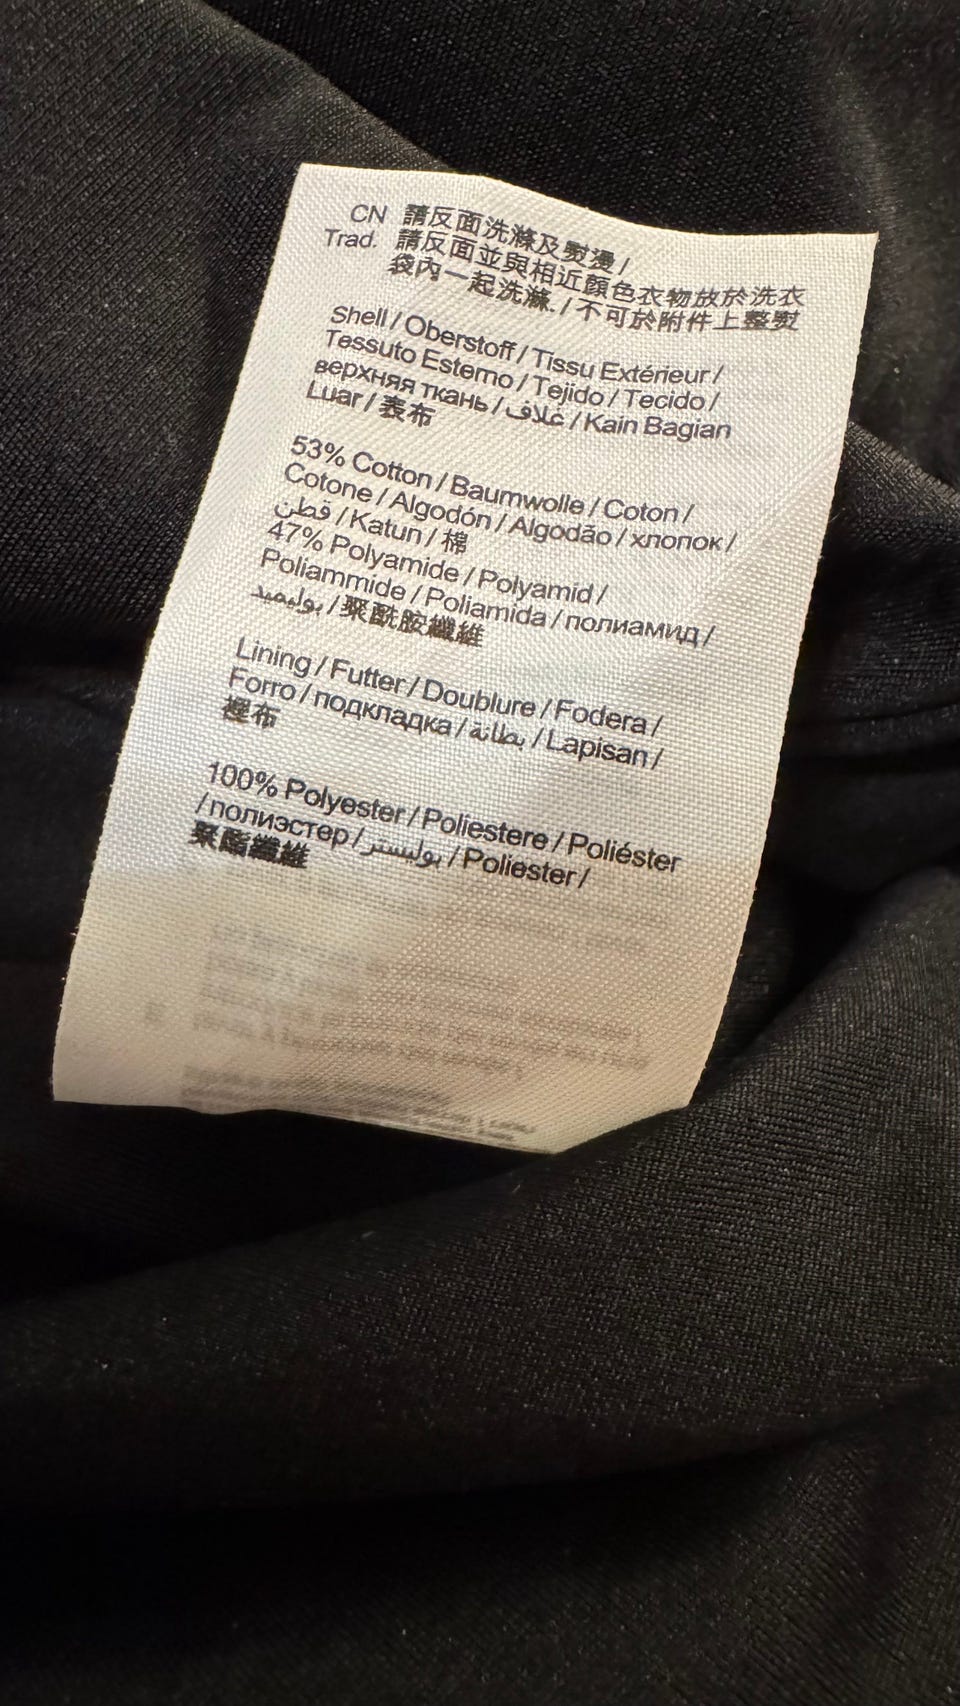 CN 請反面洗滌及熨燙 /
Trad. 請反面並與相近顏色衣物放於洗衣
袋內一起洗滌. / 不可於附件上整熨
Shell / Oberstoff / Tissu Extérieur /
Tessuto Esterno / Tejido / Tecido /
верхняя ткань / غلاف / Kain Bagian
Luar / 表布
53% Cotton / Baumwolle / Coton /
Cotone / Algodón / Algodão / хлопок /
قطن / Katun / 棉
47% Polyamide / Polyamid /
Poliammide / Poliamida / полиамид /
بوليميد / 聚酰胺纖維
Lining / Futter / Doublure / Fodera /
Forro / подкладка / بطانة / Lapisan /
裡布
100% Polyester / Poliestere / Poliéster
/ полиэстер / بوليستر / Poliester /
聚酯纖維